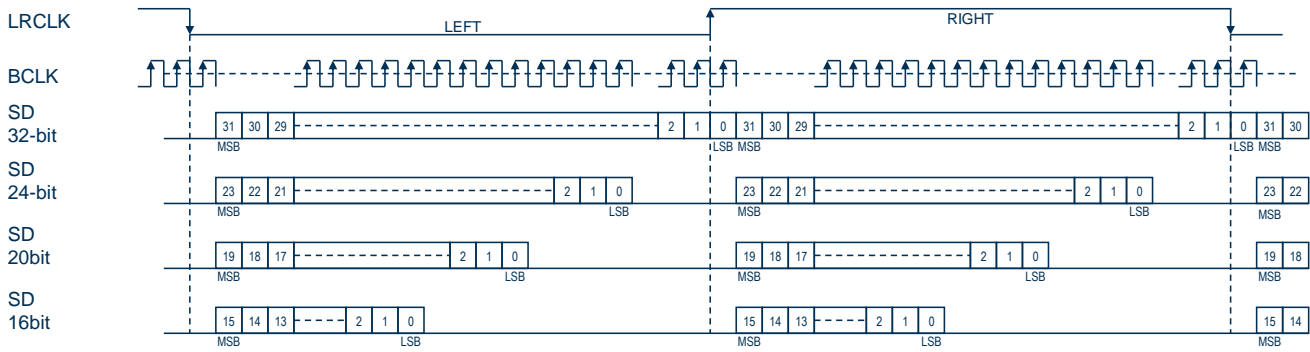 LRCLK LEFT RIGHT
BCLK
SD
32-bit 31 30 29 2 1 0 31 30 29 2 1 0 31 30
MSB LSB MSB LSB MSB
SD
24-bit 23 22 21 2 1 0 23 22 21 2 1 0 23 22
MSB LSB MSB LSB MSB
SD
20bit 19 18 17 2 1 0 19 18 17 2 1 0 19 18
MSB LSB MSB LSB MSB
SD
16bit 15 14 13 2 1 0 15 14 13 2 1 0 15 14
MSB LSB MSB LSB MSB